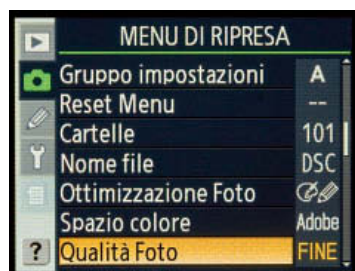 MENU DI RIPRESA
Gruppo impostazioni A
Reset Menu --
Cartelle 101
Nome file DSC
Ottimizzazione Foto
Spazio colore Adobe
? Qualità Foto FINE